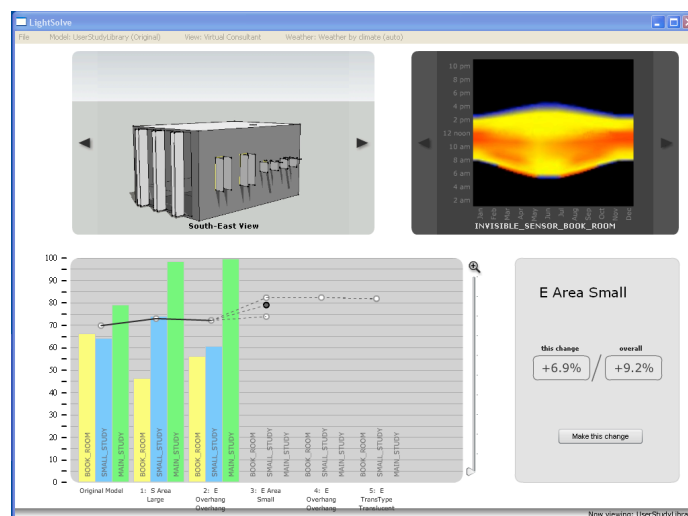 LightSolve
File Model: UserStudyLibrary (Original) View: Virtual Consultant Weather: Weather by climate (auto)
South-East View
10 pm
8 pm
6 pm
4 pm
2 pm
12 noon
10 am
8 am
6 am
4 am
2 am
Jan Feb Mar Apr May Jun Jul Aug Sep Oct Nov Dec
INVISIBLE_SENSOR_BOOK_ROOM
100
90
80
70
60
50
40
30
20
10
0
BOOK_ROOM SMALL_STUDY MAIN_STUDY BOOK_ROOM SMALL_STUDY MAIN_STUDY BOOK_ROOM SMALL_STUDY MAIN_STUDY BOOK_ROOM SMALL_STUDY MAIN_STUDY BOOK_ROOM SMALL_STUDY MAIN_STUDY BOOK_ROOM SMALL_STUDY MAIN_STUDY
Original Model 1: S Area 2: E 3: E Area 4: E 5: E
Large Overhang Small Overhang TransType
Overhang Overhang Translucent
E Area Small
this change overall
+6.9% / +9.2%
Make this change
Now viewing: UserStudyLibra